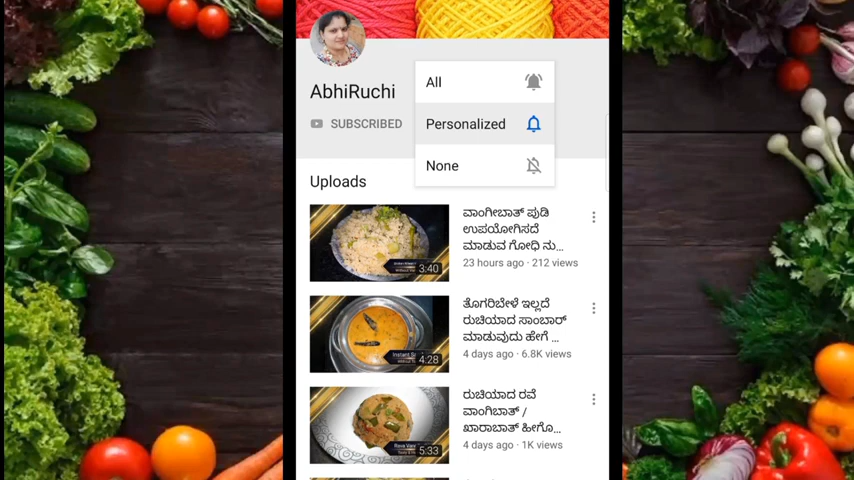 AbhiRuchi
SUBSCRIBED
All
Personalized
None
Uploads
ವಾಂಗೀಬಾತ್ ಪುಡಿ
ಉಪಯೋಗಿಸದೆ
ಮಾಡುವ ಗೋಧಿ ನು...
23 hours ago · 212 views
3:40
ತೊಗರಿಬೇಳೆ ಇಲ್ಲದೆ
ರುಚಿಯಾದ ಸಾಂಬಾರ್
ಮಾಡುವುದು ಹೇಗೆ ...
4 days ago · 6.8K views
4:28
ರುಚಿಯಾದ ರವೆ
ವಾಂಗಿಬಾತ್ /
ಖಾರಾಬಾತ್ ಹೀಗೊ...
4 days ago · 1K views
5:33